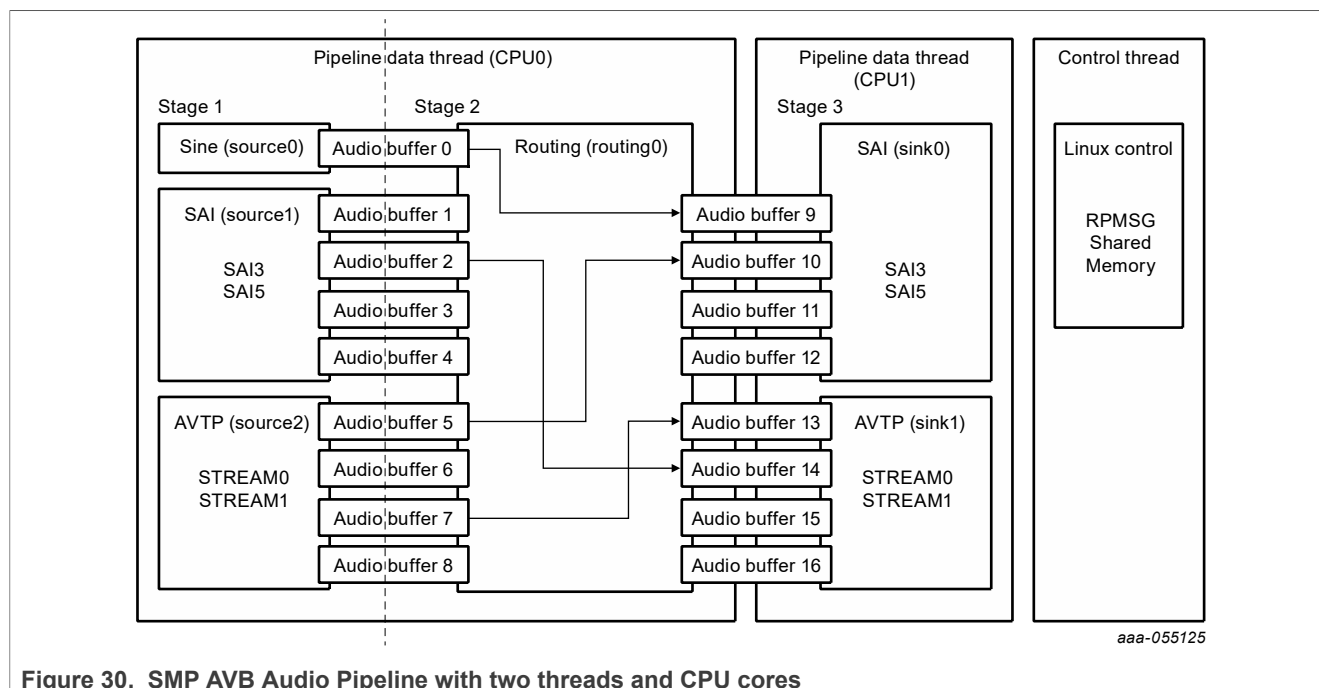 Pipeline data thread (CPU0)
Pipeline data thread
(CPU1)
Control thread
Stage 1
Stage 2
Stage 3
Sine (source0)
Audio buffer 0
Routing (routing0)
SAI (sink0)
Linux control
SAI (source1)
SAI3
SAI5
Audio buffer 1
Audio buffer 2
Audio buffer 3
Audio buffer 4
Audio buffer 9
Audio buffer 10
Audio buffer 11
Audio buffer 12
SAI3
SAI5
RPMSG
Shared
Memory
AVTP (source2)
STREAM0
STREAM1
Audio buffer 5
Audio buffer 6
Audio buffer 7
Audio buffer 8
Audio buffer 13
Audio buffer 14
Audio buffer 15
Audio buffer 16
AVTP (sink1)
STREAM0
STREAM1
aaa-055125
Figure 30. SMP AVB Audio Pipeline with two threads and CPU cores